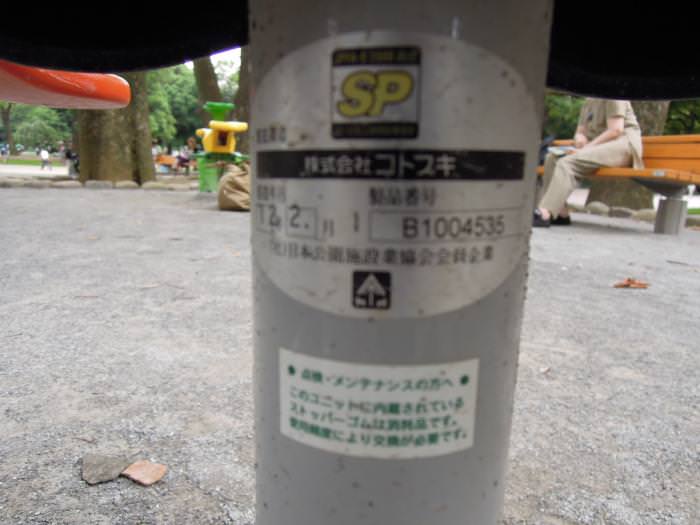 SP
株式会社 コトブキ
製品番号
12. 2. 月
B1004535
(社)日本公園施設業協会会員企業
● 点検・メンテナンスの方へ ●
このユニットに内蔵されている
ストッパーゴムは消耗品です。
使用頻度により交換が必要です。